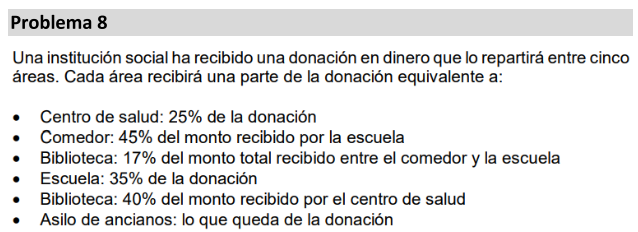 Problema 8
Una institución social ha recibido una donación en dinero que lo repartirá entre cinco
áreas. Cada área recibirá una parte de la donación equivalente a:
• Centro de salud: 25% de la donación
• Comedor: 45% del monto recibido por la escuela
• Biblioteca: 17% del monto total recibido entre el comedor y la escuela
• Escuela: 35% de la donación
• Biblioteca: 40% del monto recibido por el centro de salud
• Asilo de ancianos: lo que queda de la donación